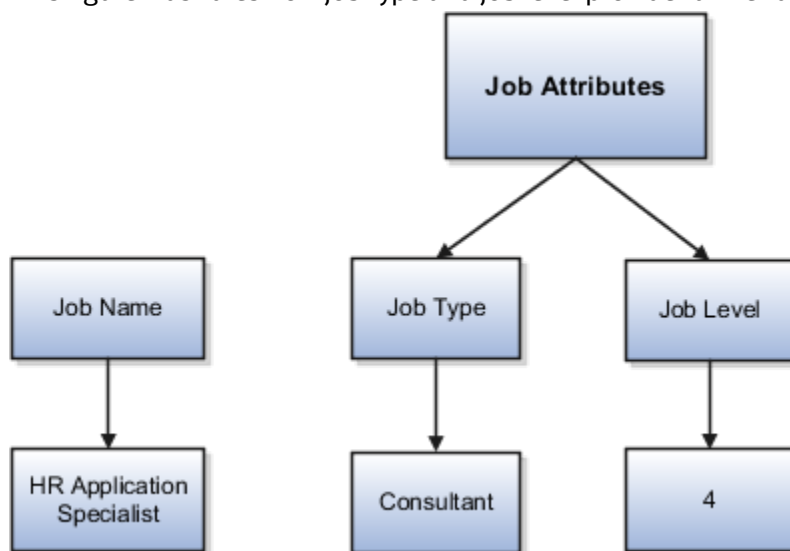 Job Attributes
Job Name
Job Type
Job Level
HR Application
Specialist
Consultant
4